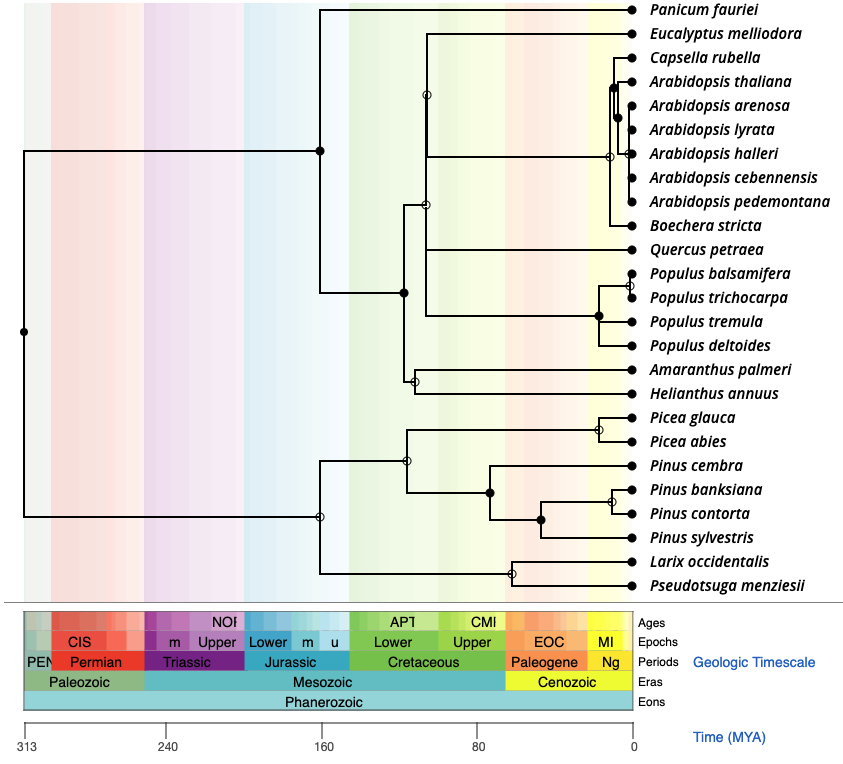 Panicum fauriei
Eucalyptus melliodora
Capsella rubella
Arabidopsis thaliana
Arabidopsis arenosa
Arabidopsis lyrata
Arabidopsis halleri
Arabidopsis cebennensis
Arabidopsis pedemontana
Boechera stricta
Quercus petraea
Populus balsamifera
Populus trichocarpa
Populus tremula
Populus deltoides
Amaranthus palmeri
Helianthus annuus
Picea glauca
Picea abies
Pinus cembra
Pinus banksiana
Pinus contorta
Pinus sylvestris
Larix occidentalis
Pseudotsuga menziesii
NOI APT CMI Ages
CIS m Upper Lower m u Lower Upper EOC MI Epochs
PEN Permian Triassic Jurassic Cretaceous Paleogene Ng Periods Geologic Timescale
Paleozoic Mesozoic Cenozoic Eras
Phanerozoic Eons
Time (MYA)
313 240 160 80 0